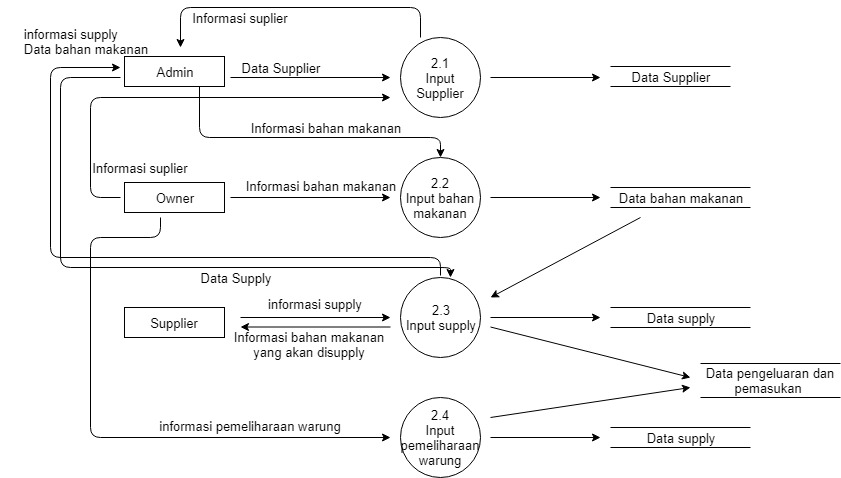 Informasi suplier
informasi supply
Data bahan makanan
Admin
Data Supplier
2.1
Input
Supplier
Data Supplier
Informasi bahan makanan
Informasi suplier
Owner
Informasi bahan makanan
2.2
Input bahan
makanan
Data bahan makanan
Data Supply
Supplier
informasi supply
Informasi bahan makanan
yang akan disupply
2.3
Input supply
Data supply
Data pengeluaran dan
pemasukan
informasi pemeliharaan warung
2.4
Input
pemeliharaan
warung
Data supply